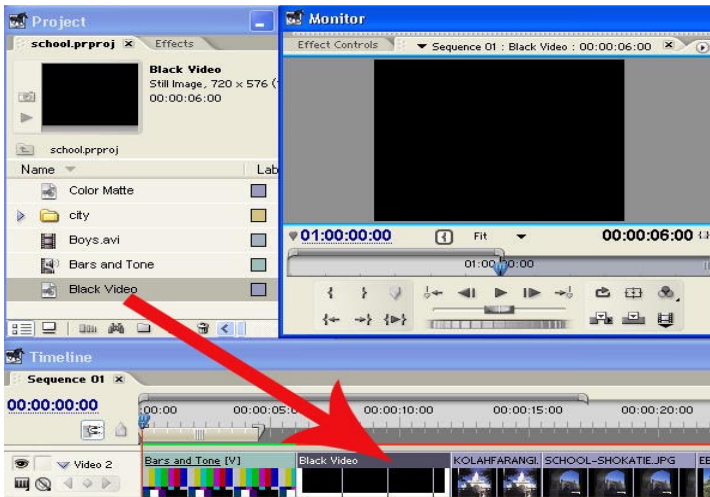 Project
school.prproj
Effects
Black Video
Still Image, 720 x 576 (
00:00:06:00
school.prproj
Name
Lab
Color Matte
city
Boys.avi
Bars and Tone
Black Video
Monitor
Effect Controls
Sequence 01 : Black Video : 00:00:06:00
01:00:00:00
Fit
00:00:06:00
01:00:00:00
Timeline
Sequence 01
00:00:00:00
:00:00
00:00:05:0
00:00:10:00
00:00:15:00
00:00:20:00
Video 2
Bars and Tone [V]
Black Video
KOLAHFARANGI.
SCHOOL-SHOKATIE.JPG
EE